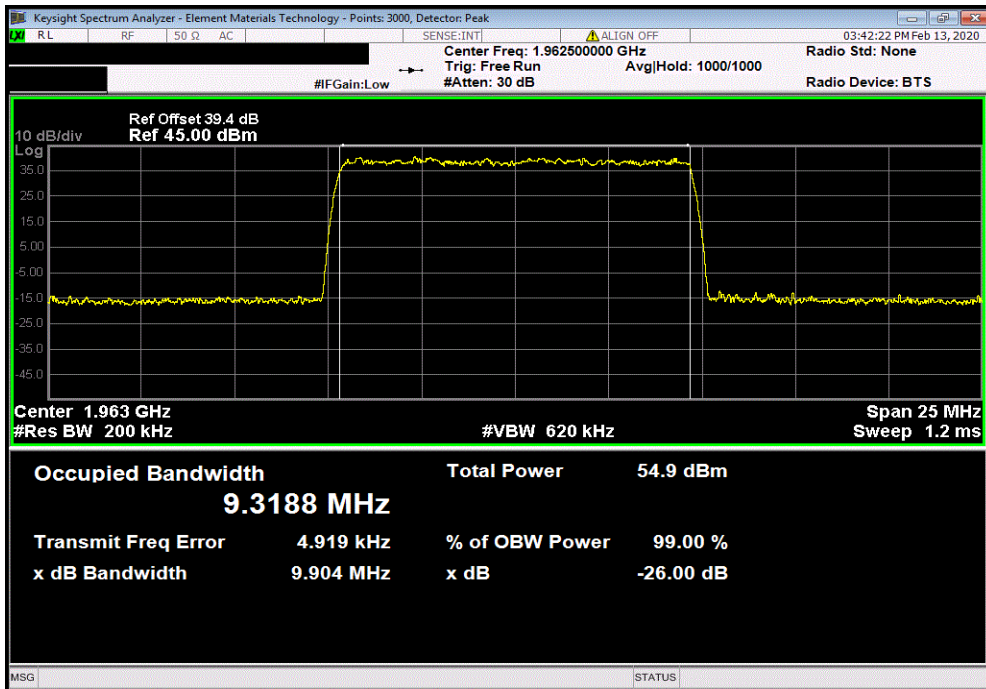 Keysight Spectrum Analyzer - Element Materials Technology - Points: 3000, Detector: Peak
LXI RL RF 50 Ω AC SENSE:INT ALIGN OFF 03:42:22 PM Feb 13, 2020
Center Freq: 1.962500000 GHz Radio Std: None
Trig: Free Run Avg|Hold: 1000/1000
#IFGain:Low #Atten: 30 dB Radio Device: BTS
Ref Offset 39.4 dB
10 dB/div Ref 45.00 dBm
Log
35.0
25.0
15.0
5.00
-5.00
-15.0
-25.0
-35.0
-45.0
Center 1.963 GHz Span 25 MHz
#Res BW 200 kHz #VBW 620 kHz Sweep 1.2 ms
Occupied Bandwidth Total Power 54.9 dBm
9.3188 MHz
Transmit Freq Error 4.919 kHz % of OBW Power 99.00 %
x dB Bandwidth 9.904 MHz x dB -26.00 dB
MSG STATUS